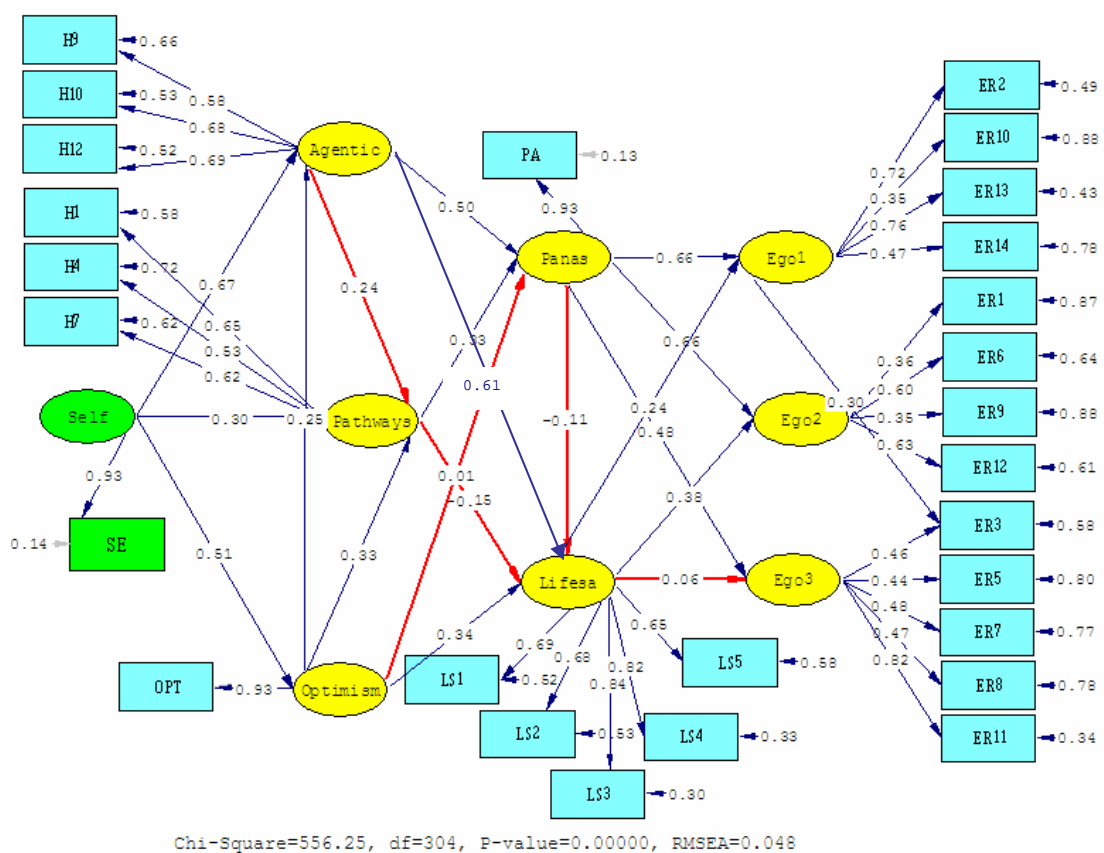 H9
0.66
H10
0.53
H12
0.52
H1
0.58
H4
0.72
H7
0.62
0.58
0.68
0.69
Agentic
PA
0.13
0.93
0.50
Panas
0.67
0.24
0.65
0.53
0.62
0.33
0.61
Self
0.30
0.25
Pathways
0.93
SE
0.14
0.51
0.33
0.01
-0.15
-0.11
0.66
0.66
0.24
0.48
0.38
0.30
Ego1
Ego2
Ego3
0.72
0.35
0.76
0.47
0.36
0.60
0.35
0.63
0.46
0.44
0.48
0.47
0.82
ER2
0.49
ER10
0.88
ER13
0.43
ER14
0.78
ER1
0.87
ER6
0.64
ER9
0.88
ER12
0.61
ER3
0.58
ER5
0.80
ER7
0.77
ER8
0.78
ER11
0.34
Lifesa
0.06
0.34
0.69
0.68
0.84
0.82
0.65
OPT
0.93
Optimism
LS1
0.52
LS2
0.53
LS3
0.30
LS4
0.33
LS5
0.58
Chi-Square=556.25, df=304, P-value=0.00000, RMSEA=0.048